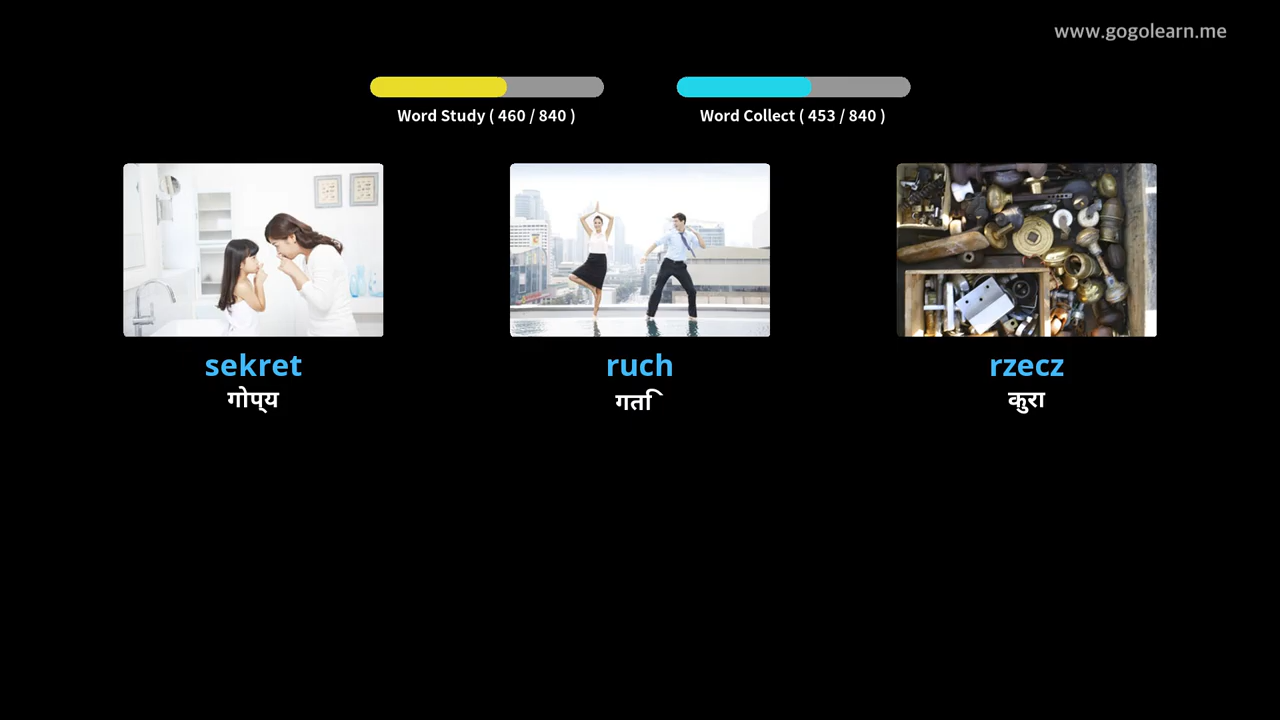 www.gogolearn.me
Word Study ( 460 / 840 )
Word Collect ( 453 / 840 )
sekret
गोप्य
ruch
गति
rzecz
कुरा